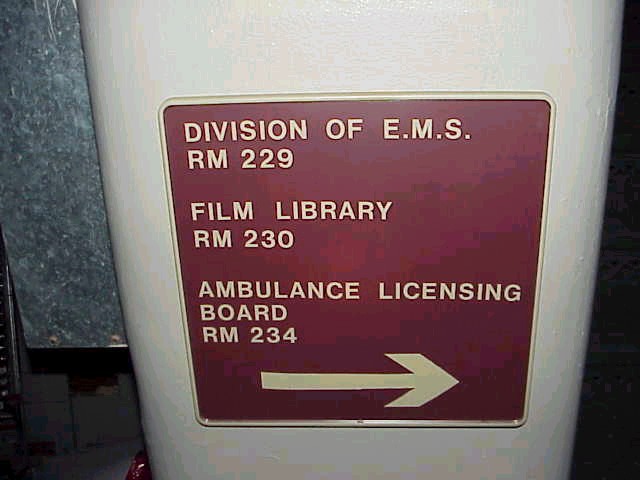 DIVISION OF E.M.S.
RM 229
FILM LIBRARY
RM 230
AMBULANCE LICENSING
BOARD
RM 234